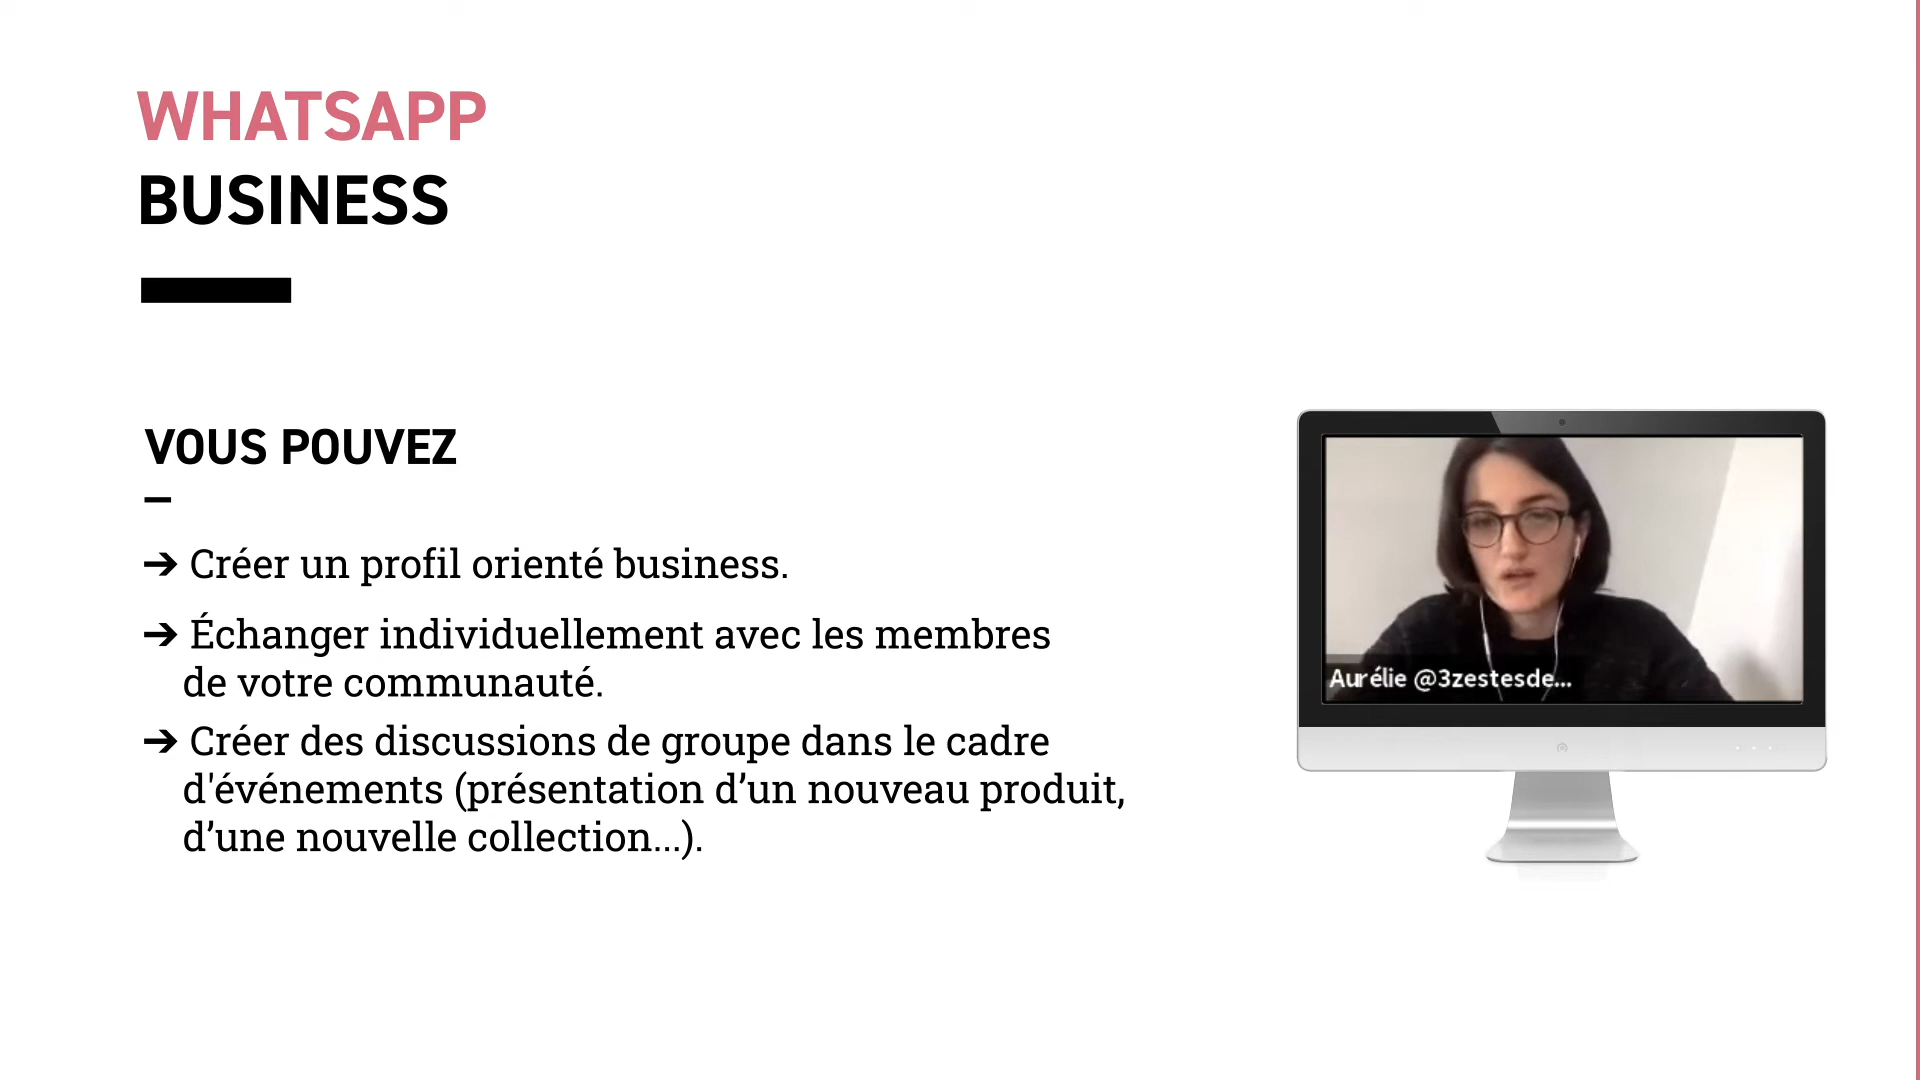 WHATSAPP
BUSINESS
VOUS POUVEZ
–
➔ Créer un profil orienté business.
➔ Échanger individuellement avec les membres
de votre communauté.
➔ Créer des discussions de groupe dans le cadre
d'événements (présentation d’un nouveau produit,
d’une nouvelle collection...).
Aurélie @3zestesde...